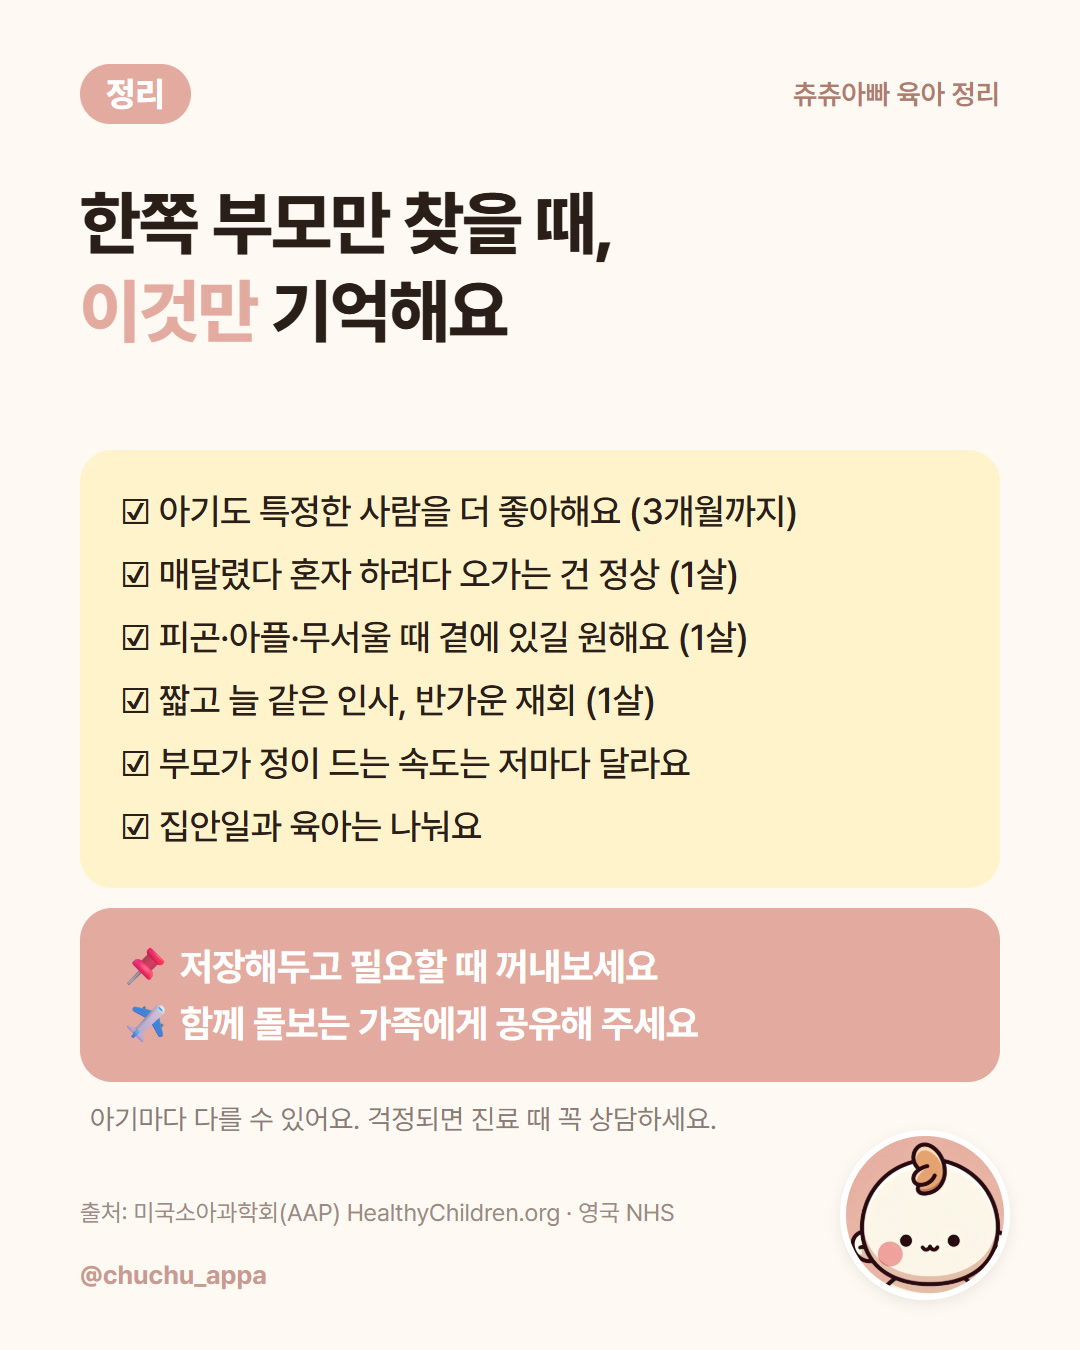 정리
츄츄아빠 육아 정리
한쪽 부모만 찾을 때,
이것만 기억해요
☑ 아기도 특정한 사람을 더 좋아해요 (3개월까지)
☑ 매달렸다 혼자 하려다 오가는 건 정상 (1살)
☑ 피곤·아플·무서울 때 곁에 있길 원해요 (1살)
☑ 짧고 늘 같은 인사, 반가운 재회 (1살)
☑ 부모가 정이 드는 속도는 저마다 달라요
☑ 집안일과 육아는 나눠요
📌 저장해두고 필요할 때 꺼내보세요
✈️ 함께 돌보는 가족에게 공유해 주세요
아기마다 다를 수 있어요. 걱정되면 진료 때 꼭 상담하세요.
출처: 미국소아과학회(AAP) HealthyChildren.org · 영국 NHS
@chuchu_appa